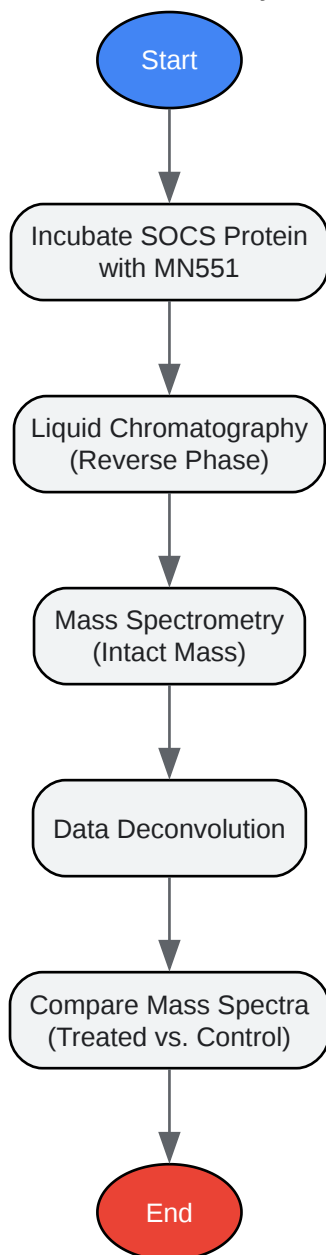 Start
Incubate SOCS Protein
with MN551
Liquid Chromatography
(Reverse Phase)
Mass Spectrometry
(Intact Mass)
Data Deconvolution
Compare Mass Spectra
(Treated vs. Control)
End